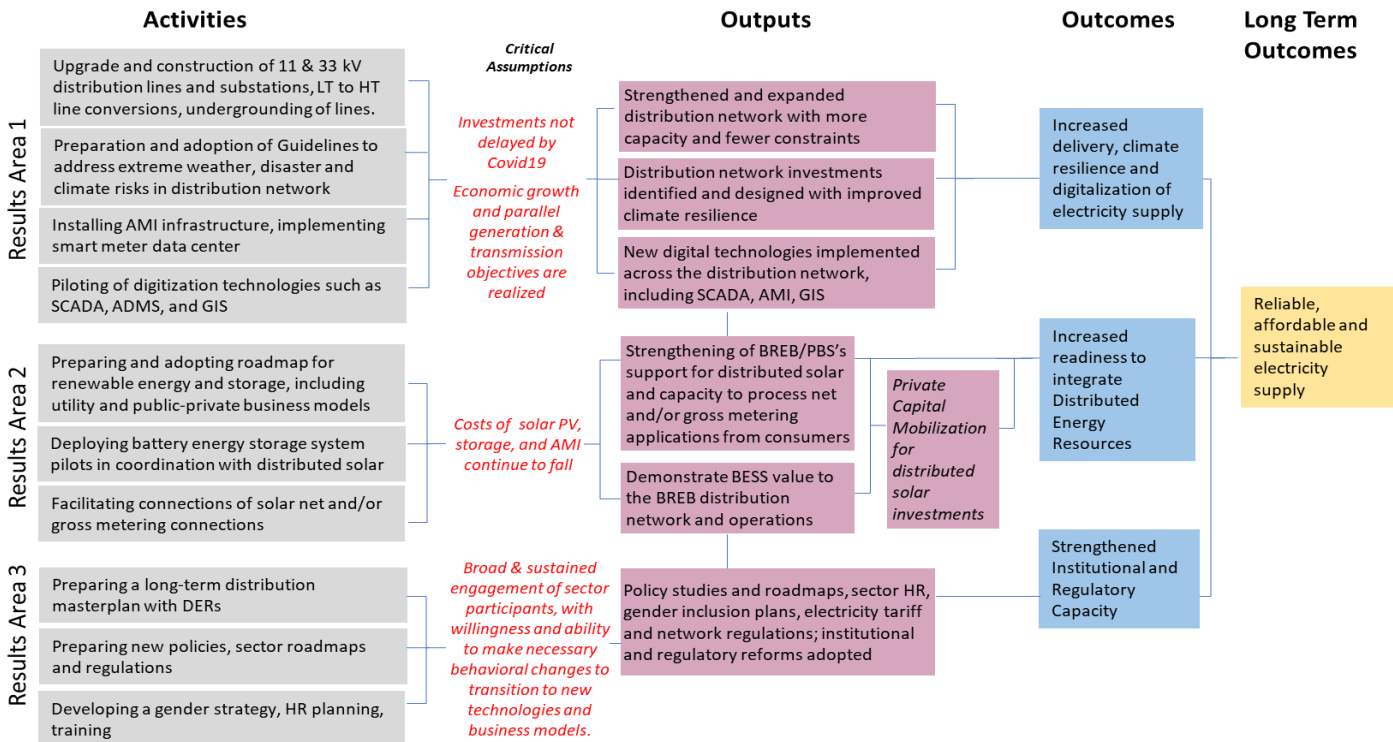 Activities
Critical
Assumptions
Outputs
Outcomes
Long Term
Outcomes
Results Area 1
Upgrade and construction of 11 & 33 kV
distribution lines and substations, LT to HT
line conversions, undergrounding of lines.
Preparation and adoption of Guidelines to
address extreme weather, disaster and
climate risks in distribution network
Installing AMI infrastructure, implementing
smart meter data center
Piloting of digitization technologies such as
SCADA, ADMS, and GIS
Investments not
delayed by
Covid19
Economic growth
and parallel
generation &
transmission
objectives are
realized
Strengthened and expanded
distribution network with more
capacity and fewer constraints
Distribution network investments
identified and designed with improved
climate resilience
New digital technologies implemented
across the distribution network,
including SCADA, AMI, GIS
Increased
delivery, climate
resilience and
digitalization of
electricity supply
Results Area 2
Preparing and adopting roadmap for
renewable energy and storage, including
utility and public-private business models
Deploying battery energy storage system
pilots in coordination with distributed solar
Facilitating connections of solar net and/or
gross metering connections
Costs of solar PV,
storage, and AMI
continue to fall
Strengthening of BREB/PBS's
support for distributed solar
and capacity to process net
and/or gross metering
applications from consumers
Demonstrate BESS value to
the BREB distribution
network and operations
Private
Capital
Mobilization
for
distributed
solar
investments
Increased
readiness to
integrate
Distributed
Energy
Resources
Reliable,
affordable and
sustainable
electricity
supply
Results Area 3
Preparing a long-term distribution
masterplan with DERs
Preparing new policies, sector roadmaps
and regulations
Developing a gender strategy, HR planning,
training
Broad & sustained
engagement of sector
participants, with
willingness and ability
to make necessary
behavioral changes to
transition to new
technologies and
business models.
Policy studies and roadmaps, sector HR,
gender inclusion plans, electricity tariff
and network regulations; institutional
and regulatory reforms adopted
Strengthened
Institutional and
Regulatory
Capacity